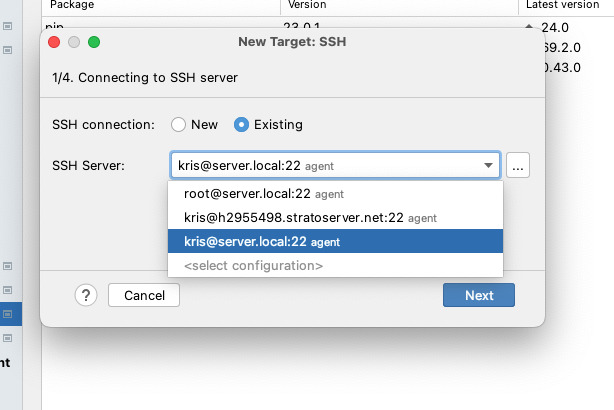 Package Version Latest version
pip 23.0.1 24.0
69.2.0
0.43.0
New Target: SSH
1/4. Connecting to SSH server
SSH connection: New Existing
SSH Server: kris@server.local:22 agent ...
root@server.local:22 agent
kris@h2955498.stratoserver.net:22 agent
kris@server.local:22 agent
<select configuration>
? Cancel Next
nt